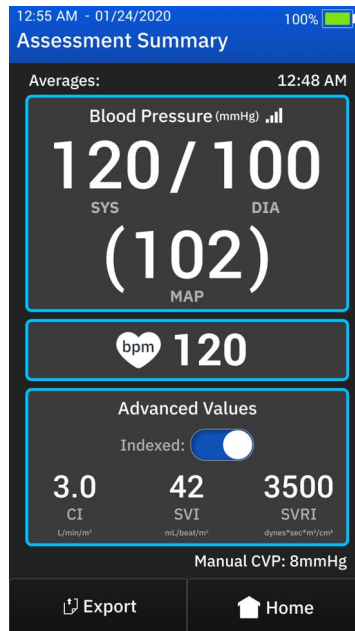 12:55 AM - 01/24/2020 100%
Assessment Summary
Averages: 12:48 AM
Blood Pressure (mmHg)
120/100
SYS DIA
(102)
MAP
bpm 120
Advanced Values
Indexed:
3.0 42 3500
CI SVI SVRI
L/min/m² mL/beat/m² dynes*sec*m²/cm⁵
Manual CVP: 8mmHg
Export Home